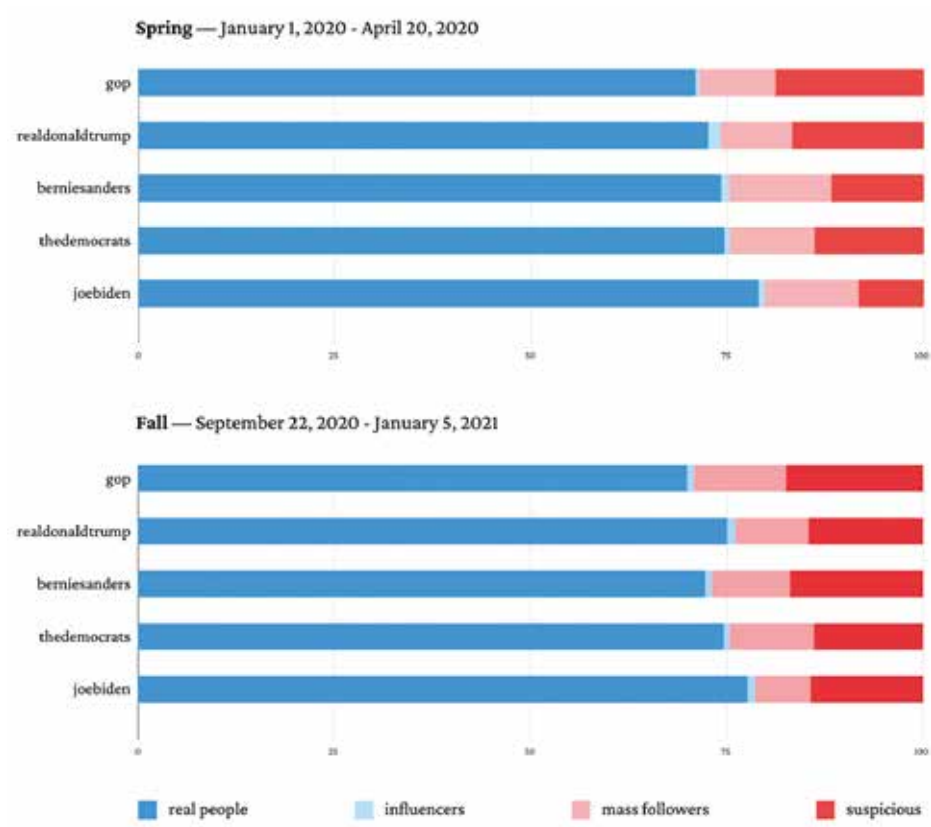 Spring — January 1, 2020 - April 20, 2020
gop
realdonaldtrump
berniesanders
thedemocrats
joebiden
0 25 50 75 100
Fall — September 22, 2020 - January 5, 2021
gop
realdonaldtrump
berniesanders
thedemocrats
joebiden
0 25 50 75 100
real people influencers mass followers suspicious